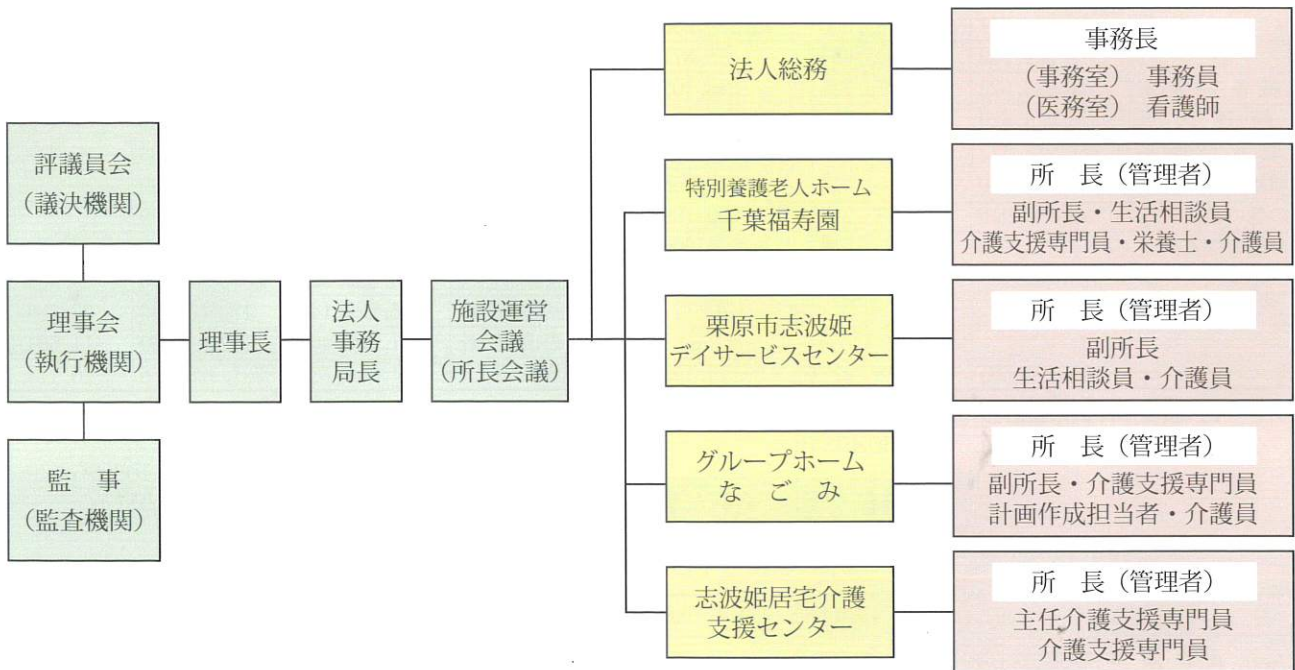 評議員会
（議決機関）
理事会
（執行機関）
監　事
（監査機関）
理事長
法人
事務
局長
施設運営
会議
（所長会議）
法人総務
事務長
（事務室）　事務員
（医務室）　看護師
特別養護老人ホーム
千葉福寿園
所　長（管理者）
副所長・生活相談員
介護支援専門員・栄養士・介護員
栗原市志波姫
デイサービスセンター
所　長（管理者）
副所長
生活相談員・介護員
グループホーム
な　ご　み
所　長（管理者）
副所長・介護支援専門員
計画作成担当者・介護員
志波姫居宅介護
支援センター
所　長（管理者）
主任介護支援専門員
介護支援専門員